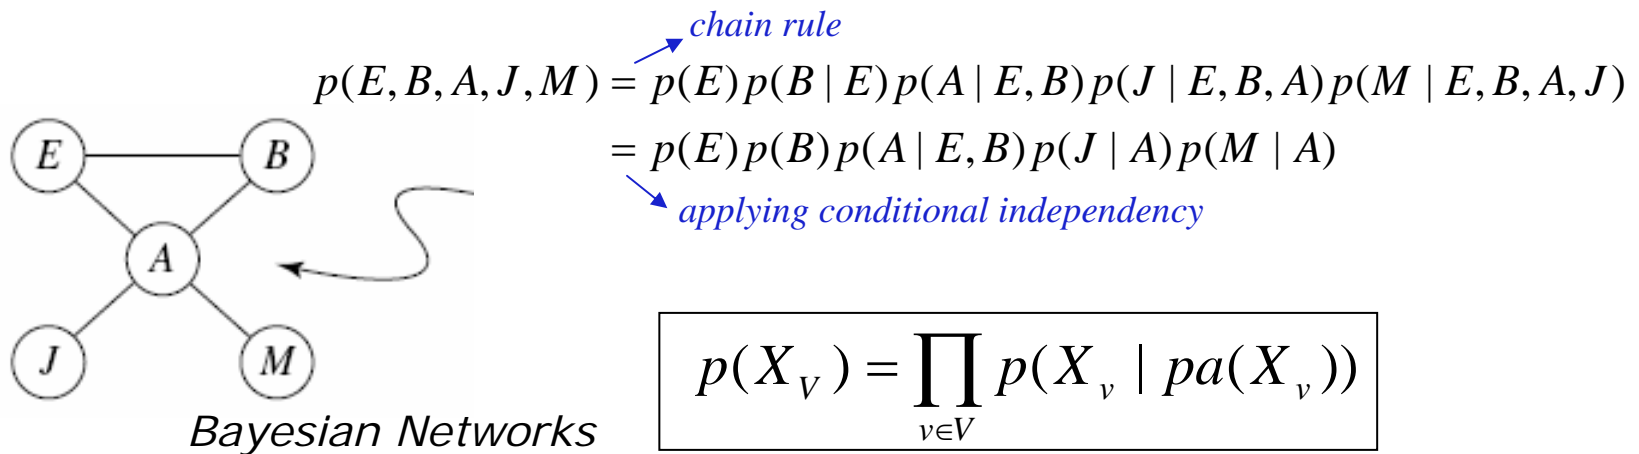 chain rule
p(E, B, A, J, M) = p(E) p(B | E) p(A | E, B) p(J | E, B, A) p(M | E, B, A, J)
= p(E) p(B) p(A | E, B) p(J | A) p(M | A)
applying conditional independency
E B
A
J M
p(X_V) = ∏_{v∈V} p(X_v | pa(X_v))
Bayesian Networks